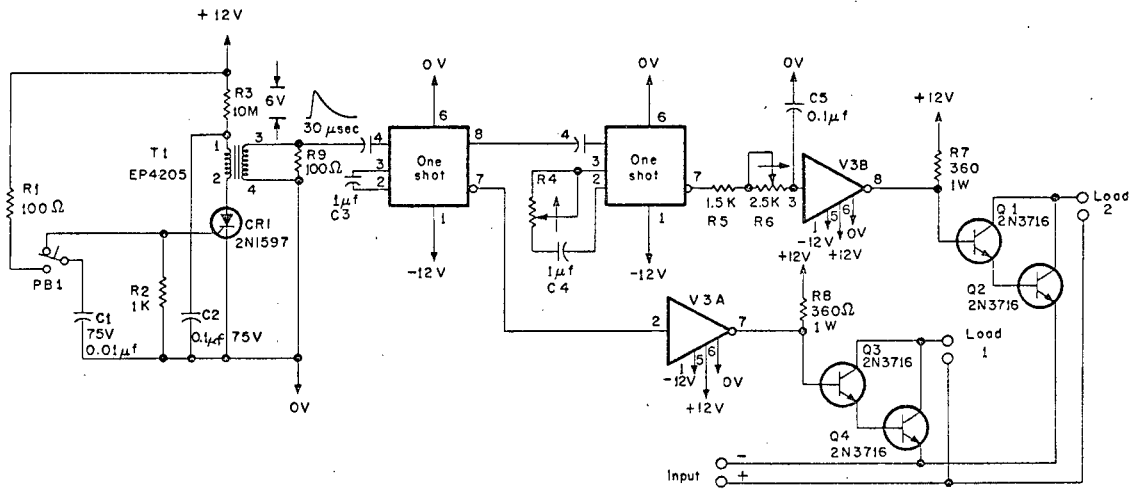 +12V
R3
10M
6V
30 μsec
T1
EP4205
1
2
3
4
R9
100Ω
R1
100Ω
CR1
2N1597
PB1
R2
1K
C1
75V
0.01μf
C2
0.1μf 75V
0V
0V
6
4
3
2
One
shot
8
7
1
1μf
C3
-12V
0V
6
4
3
2
One
shot
7
1
R4
1μf
C4
-12V
0V
C5
0.1μf
1.5K
R5
2.5K
R6
3
V3B
8
5
6
-12V
0V
+12V
+12V
R7
360
1W
Q1
2N3716
Q2
2N3716
Load
2
V3A
2
7
1
5
6
-12V
0V
+12V
+12V
R8
360Ω
1W
Q3
2N3716
Q4
2N3716
Load
1
Input
-
+